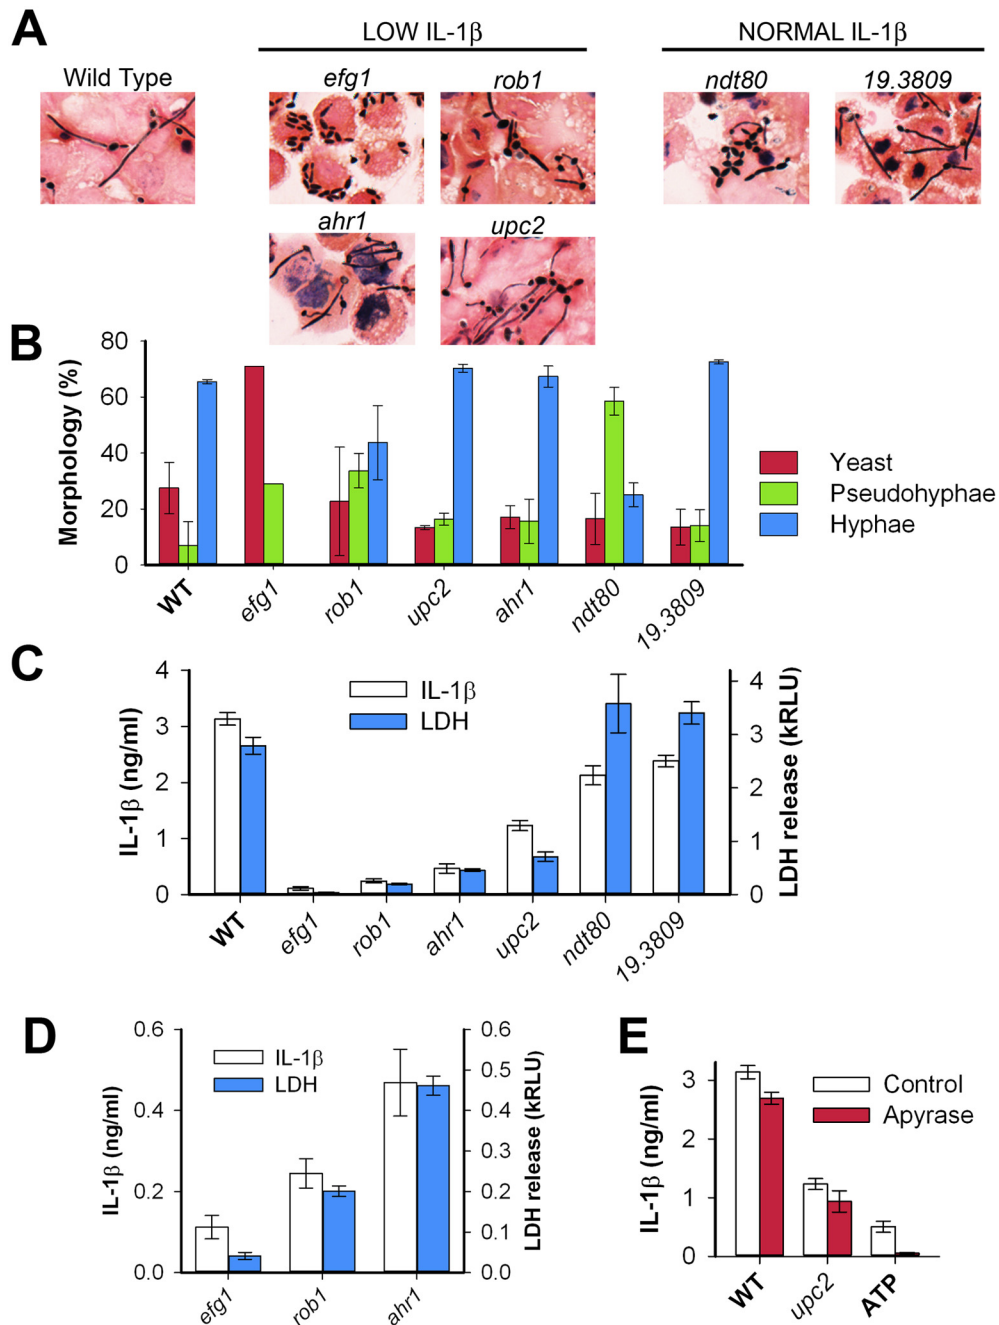 A
LOW IL-1β
NORMAL IL-1β
Wild Type
efg1
rob1
ndt80
19.3809
ahr1
upc2
B
Morphology (%)
80
60
40
20
0
WT
efg1
rob1
upc2
ahr1
ndt80
19.3809
Yeast
Pseudohyphae
Hyphae
C
IL-1β (ng/ml)
4
3
2
1
0
IL-1β
LDH
4
3
2
1
0
LDH release (kRLU)
WT
efg1
rob1
ahr1
upc2
ndt80
19.3809
D
IL-1β (ng/ml)
0.6
0.4
0.2
0.0
IL-1β
LDH
0.6
0.5
0.4
0.3
0.2
0.1
0.0
LDH release (kRLU)
efg1
rob1
ahr1
E
IL-1β (ng/ml)
3
2
1
0
Control
Apyrase
WT
upc2
ATP